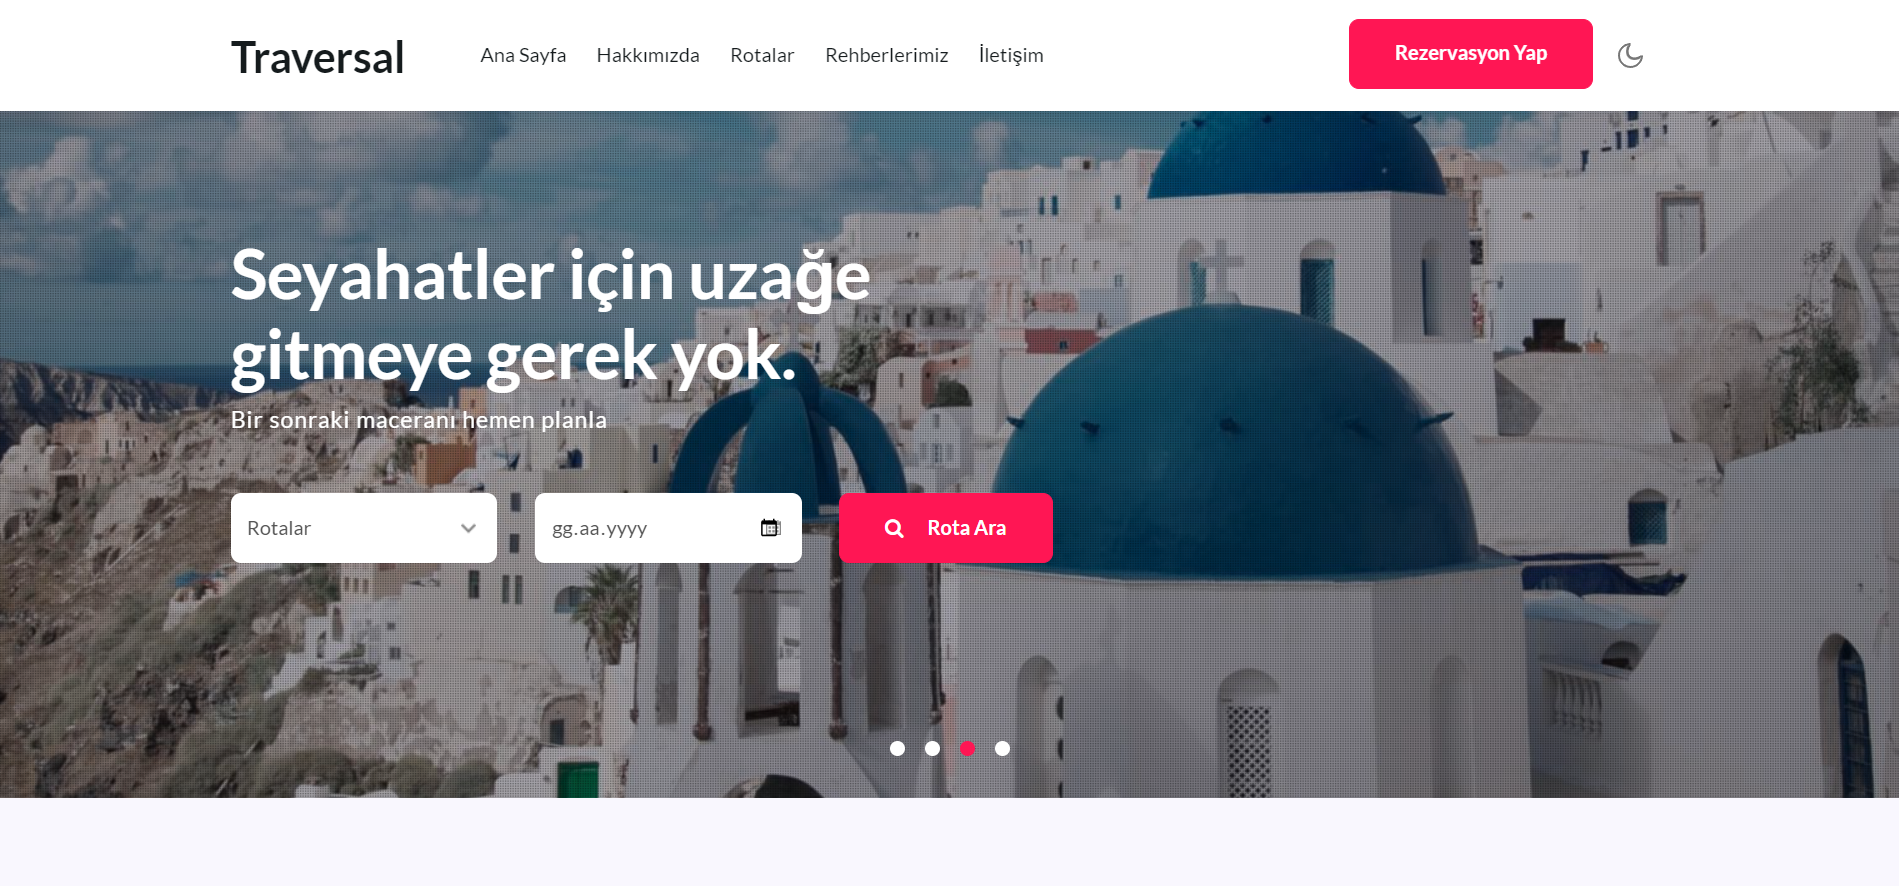 Traversal
Ana Sayfa Hakkımızda Rotalar Rehberlerimiz İletişim
Rezervasyon Yap
Seyahatler için uzağe
gitmeye gerek yok.
Bir sonraki maceranı hemen planla
Rotalar
gg.aa.yyyy
Rota Ara